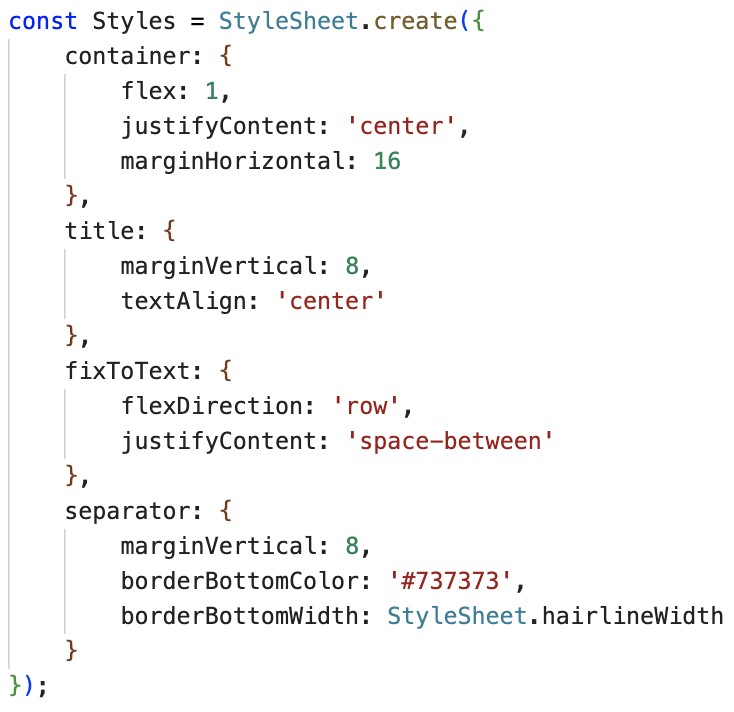 const Styles = StyleSheet.create({
    container: {
        flex: 1,
        justifyContent: 'center',
        marginHorizontal: 16
    },
    title: {
        marginVertical: 8,
        textAlign: 'center'
    },
    fixToText: {
        flexDirection: 'row',
        justifyContent: 'space-between'
    },
    separator: {
        marginVertical: 8,
        borderBottomColor: '#737373',
        borderBottomWidth: StyleSheet.hairlineWidth
    }
});